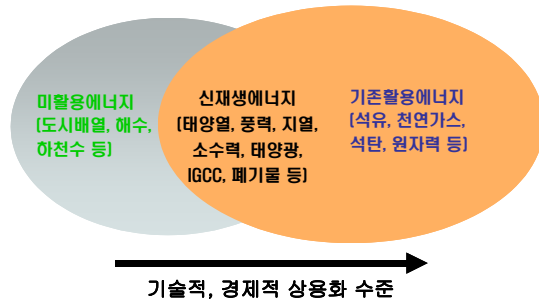 미활용에너지
(도시배열, 해수,
하천수 등)
신재생에너지
(태양열, 풍력, 지열,
소수력, 태양광,
IGCC, 폐기물 등)
기존활용에너지
(석유, 천연가스,
석탄, 원자력 등)
기술적, 경제적 상용화 수준